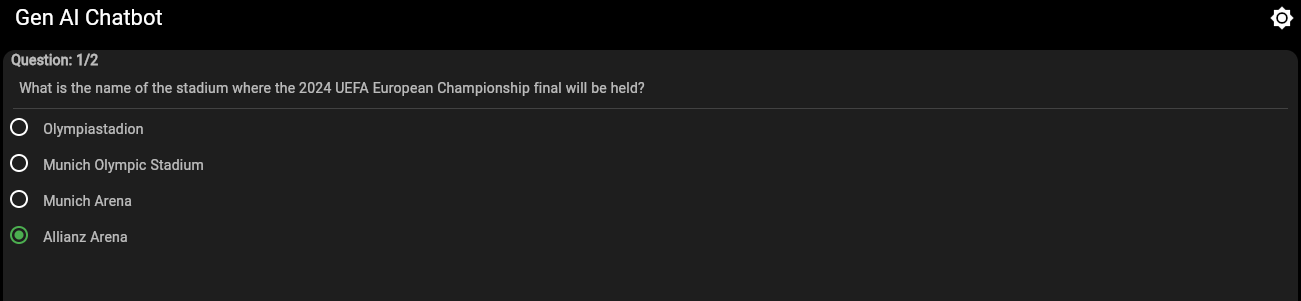 Gen AI Chatbot
Question: 1/2
What is the name of the stadium where the 2024 UEFA European Championship final will be held?
Olympiastadion
Munich Olympic Stadium
Munich Arena
Allianz Arena